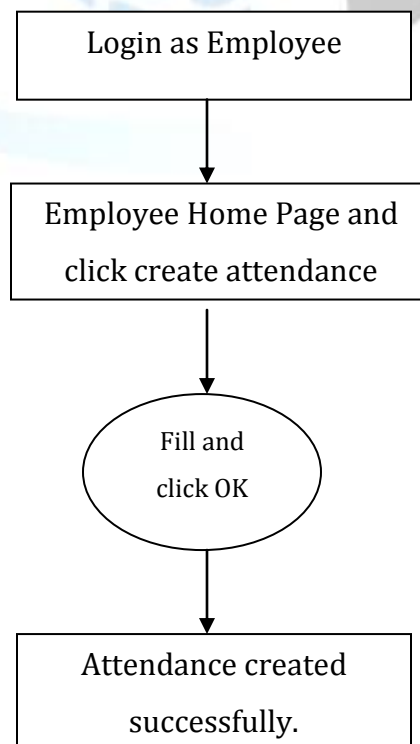 Login as Employee
Employee Home Page and
click create attendance
Fill and
click OK
Attendance created
successfully.